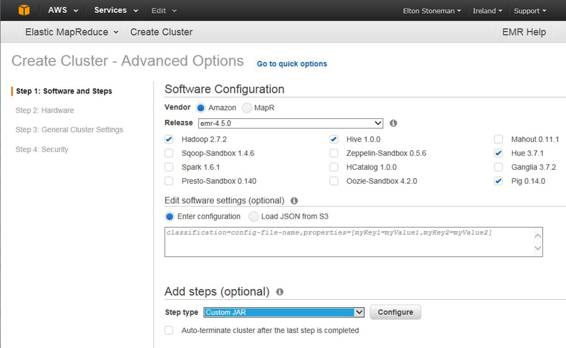 AWS Services Edit Elton Stoneman Ireland Support
Elastic MapReduce Create Cluster EMR Help
Create Cluster - Advanced Options Go to quick options
Step 1: Software and Steps
Step 2: Hardware
Step 3: General Cluster Settings
Step 4: Security
Software Configuration
Vendor Amazon MapR
Release emr-4.5.0
Hadoop 2.7.2 Hive 1.0.0 Mahout 0.11.1
Sqoop-Sandbox 1.4.6 Zeppelin-Sandbox 0.5.6 Hue 3.7.1
Spark 1.6.1 HCatalog 1.0.0 Ganglia 3.7.2
Presto-Sandbox 0.140 Oozie-Sandbox 4.2.0 Pig 0.14.0
Edit software settings (optional)
Enter configuration Load JSON from S3
classification=config-file-name,properties=[myKey1=myValue1,myKey2=myValue2]
Add steps (optional)
Step type Custom JAR Configure
Auto-terminate cluster after the last step is completed